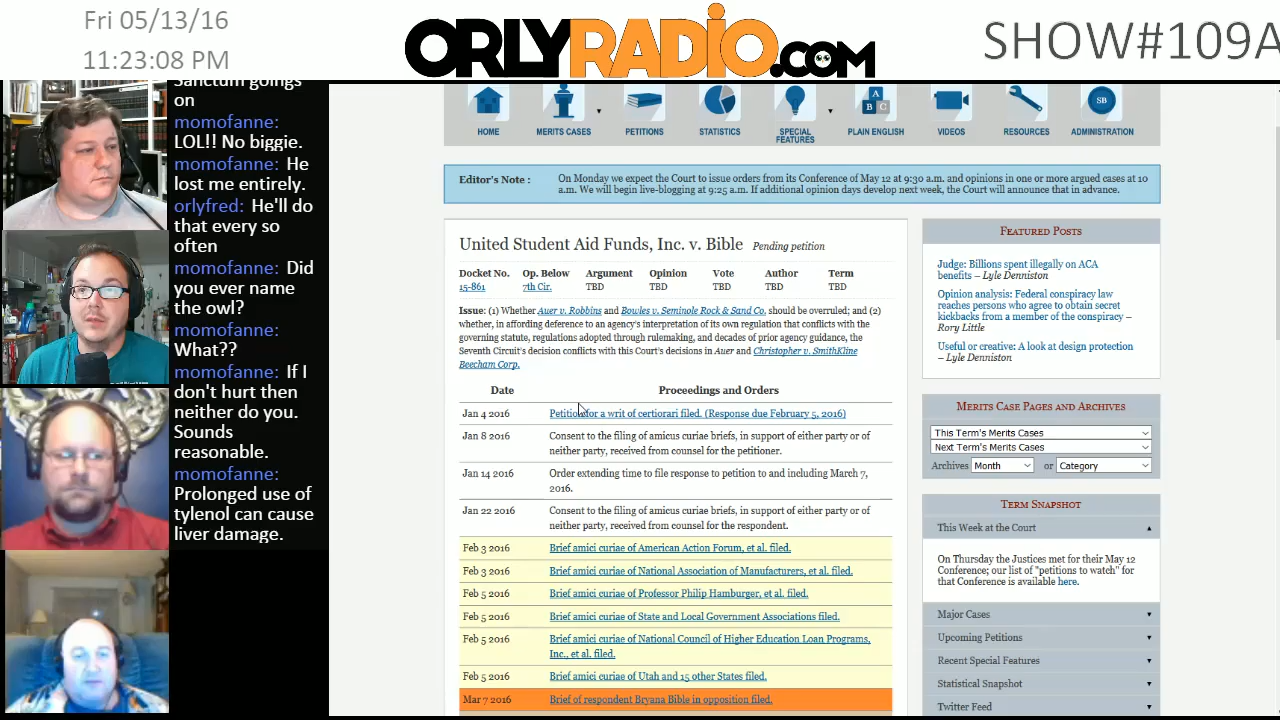 Fri 05/13/16
11:23:08 PM
ORLYRADIO.COM
SHOW#109A
Sanctum goings
on
momofanne:
LOL!! No biggie.
momofanne: He
lost me entirely.
orlyfred: He'll do
that every so
often
momofanne: Did
you ever name
the owl?
momofanne:
What??
momofanne: If I
don't hurt then
neither do you.
Sounds
reasonable.
momofanne:
Prolonged use of
tylenol can cause
liver damage.
HOME
MERITS CASES
PETITIONS
STATISTICS
SPECIAL
FEATURES
A
B C
PLAIN ENGLISH
VIDEOS
RESOURCES
SB
ADMINISTRATION
Editor's Note : On Monday we expect the Court to issue orders from its Conference of May 12 at 9:30 a.m. and opinions in one or more argued cases at 10
a.m. We will begin live-blogging at 9:25 a.m. If additional opinion days develop next week, the Court will announce that in advance.
United Student Aid Funds, Inc. v. Bible Pending petition
Docket No. Op. Below Argument Opinion Vote Author Term
15-861 7th Cir. TBD TBD TBD TBD TBD
Issue: (1) Whether Auer v. Robbins and Bowles v. Seminole Rock & Sand Co. should be overruled; and (2)
whether, in affording deference to an agency's interpretation of its own regulation that conflicts with the
governing statute, regulations adopted through rulemaking, and decades of prior agency guidance, the
Seventh Circuit's decision conflicts with this Court's decisions in Auer and Christopher v. SmithKline
Beecham Corp.
Date Proceedings and Orders
Jan 4 2016 Petition for a writ of certiorari filed. (Response due February 5, 2016)
Jan 8 2016 Consent to the filing of amicus curiae briefs, in support of either party or of
neither party, received from counsel for the petitioner.
Jan 14 2016 Order extending time to file response to petition to and including March 7,
2016.
Jan 22 2016 Consent to the filing of amicus curiae briefs, in support of either party or of
neither party, received from counsel for the respondent.
Feb 3 2016 Brief amici curiae of American Action Forum, et al. filed.
Feb 3 2016 Brief amici curiae of National Association of Manufacturers, et al. filed.
Feb 5 2016 Brief amici curiae of Professor Philip Hamburger, et al. filed.
Feb 5 2016 Brief amici curiae of State and Local Government Associations filed.
Feb 5 2016 Brief amici curiae of National Council of Higher Education Loan Programs,
Inc., et al. filed.
Feb 5 2016 Brief amici curiae of Utah and 15 other States filed.
Mar 7 2016 Brief of respondent Bryana Bible in opposition filed.
FEATURED POSTS
Judge: Billions spent illegally on ACA
benefits – Lyle Denniston
Opinion analysis: Federal conspiracy law
reaches persons who agree to obtain secret
kickbacks from a member of the conspiracy –
Rory Little
Useful or creative: A look at design protection
– Lyle Denniston
MERITS CASE PAGES AND ARCHIVES
This Term's Merits Cases
Next Term's Merits Cases
Archives Month or Category
TERM SNAPSHOT
This Week at the Court
On Thursday the Justices met for their May 12
Conference; our list of "petitions to watch" for
that Conference is available here.
Major Cases
Upcoming Petitions
Recent Special Features
Statistical Snapshot
Twitter Feed